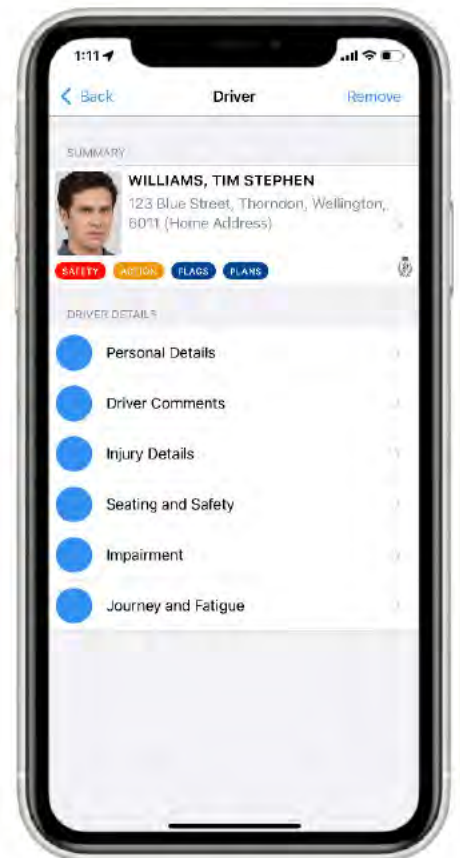 1:11
Back Driver Remove
SUMMARY
WILLIAMS, TIM STEPHEN
123 Blue Street, Thorndon, Wellington,
6011 (Home Address)
SAFETY ACTION FLAGS PLANS
DRIVER DETAILS
Personal Details
Driver Comments
Injury Details
Seating and Safety
Impairment
Journey and Fatigue